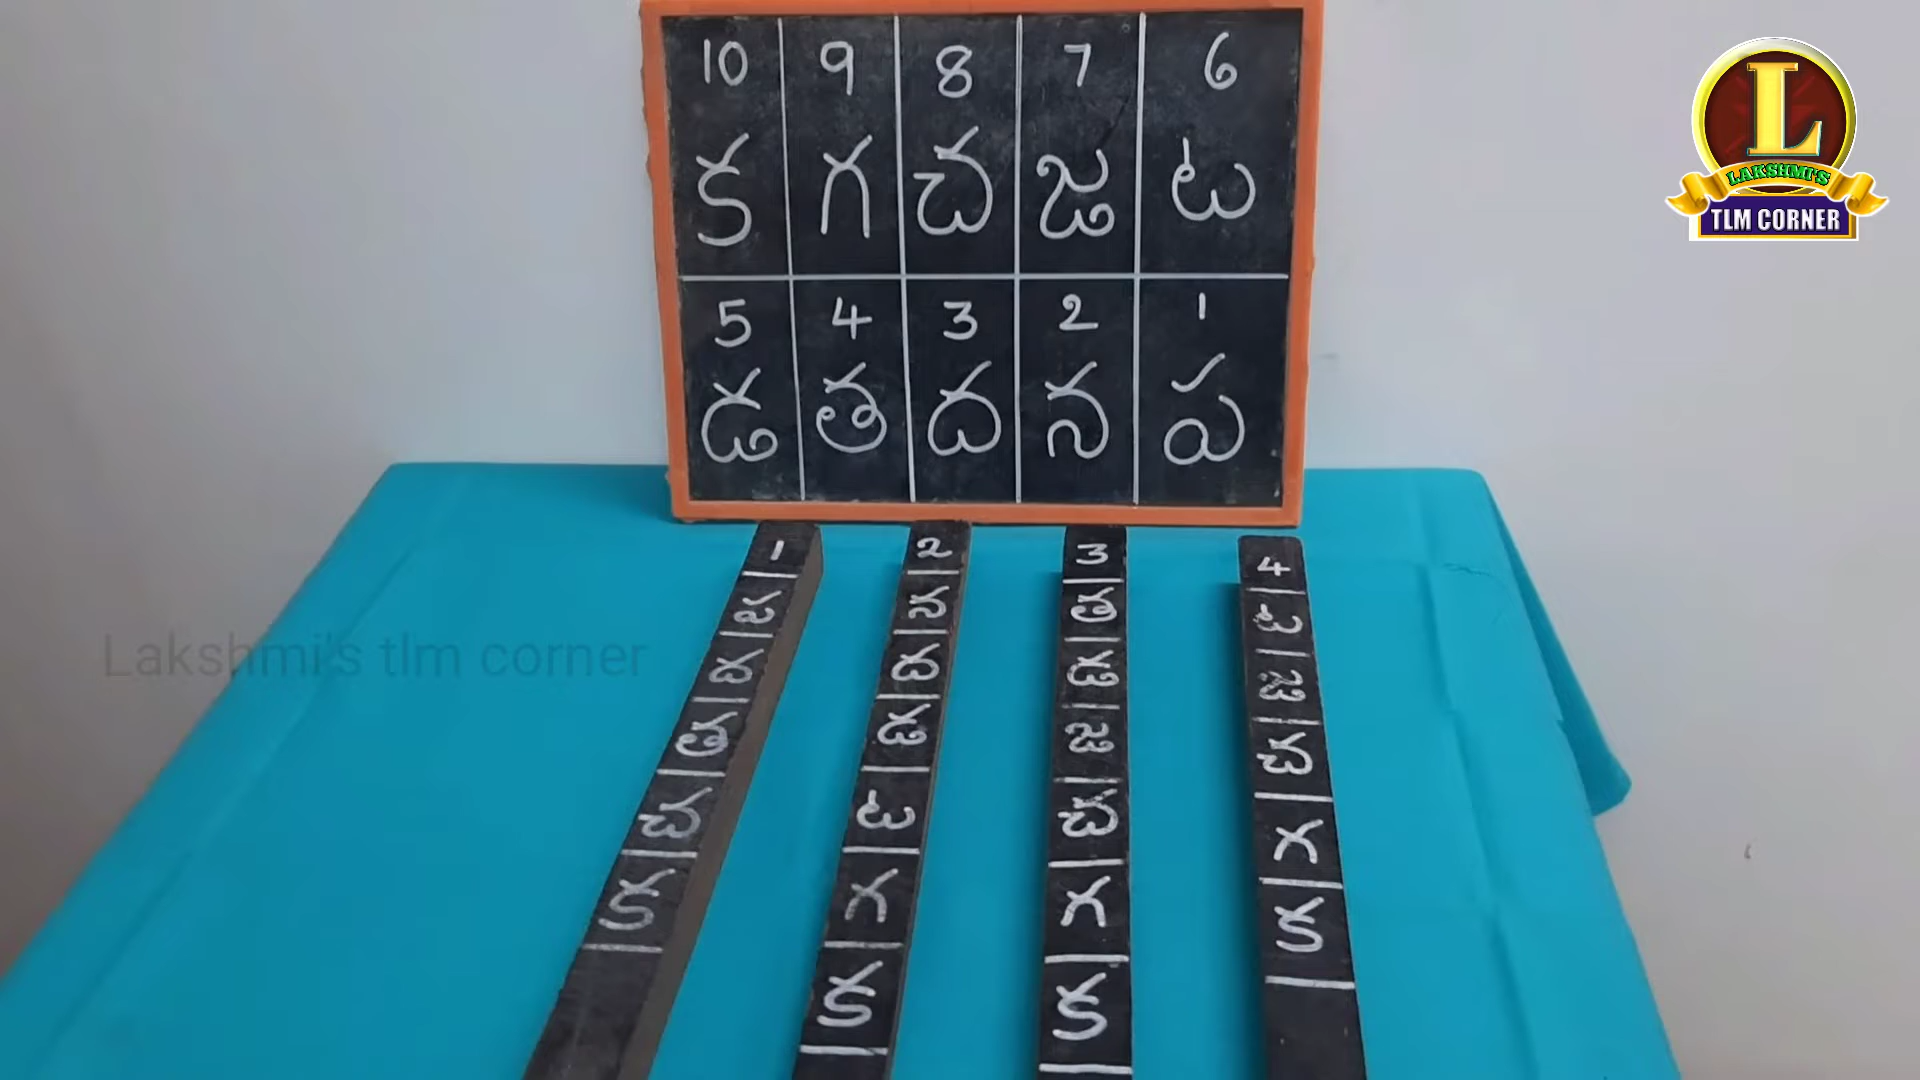 10 9 8 7 6
క గ చ జ ట
5 4 3 2 1
డ త ద న ప
L
LAKSHMI'S
TLM CORNER
Lakshmi's tlm corner
1
జ
ద
త
చ
క
2
న
ద
డ
ట
గ
క
3
త
డ
జ
చ
గ
క
4
ట
జ
చ
గ
క